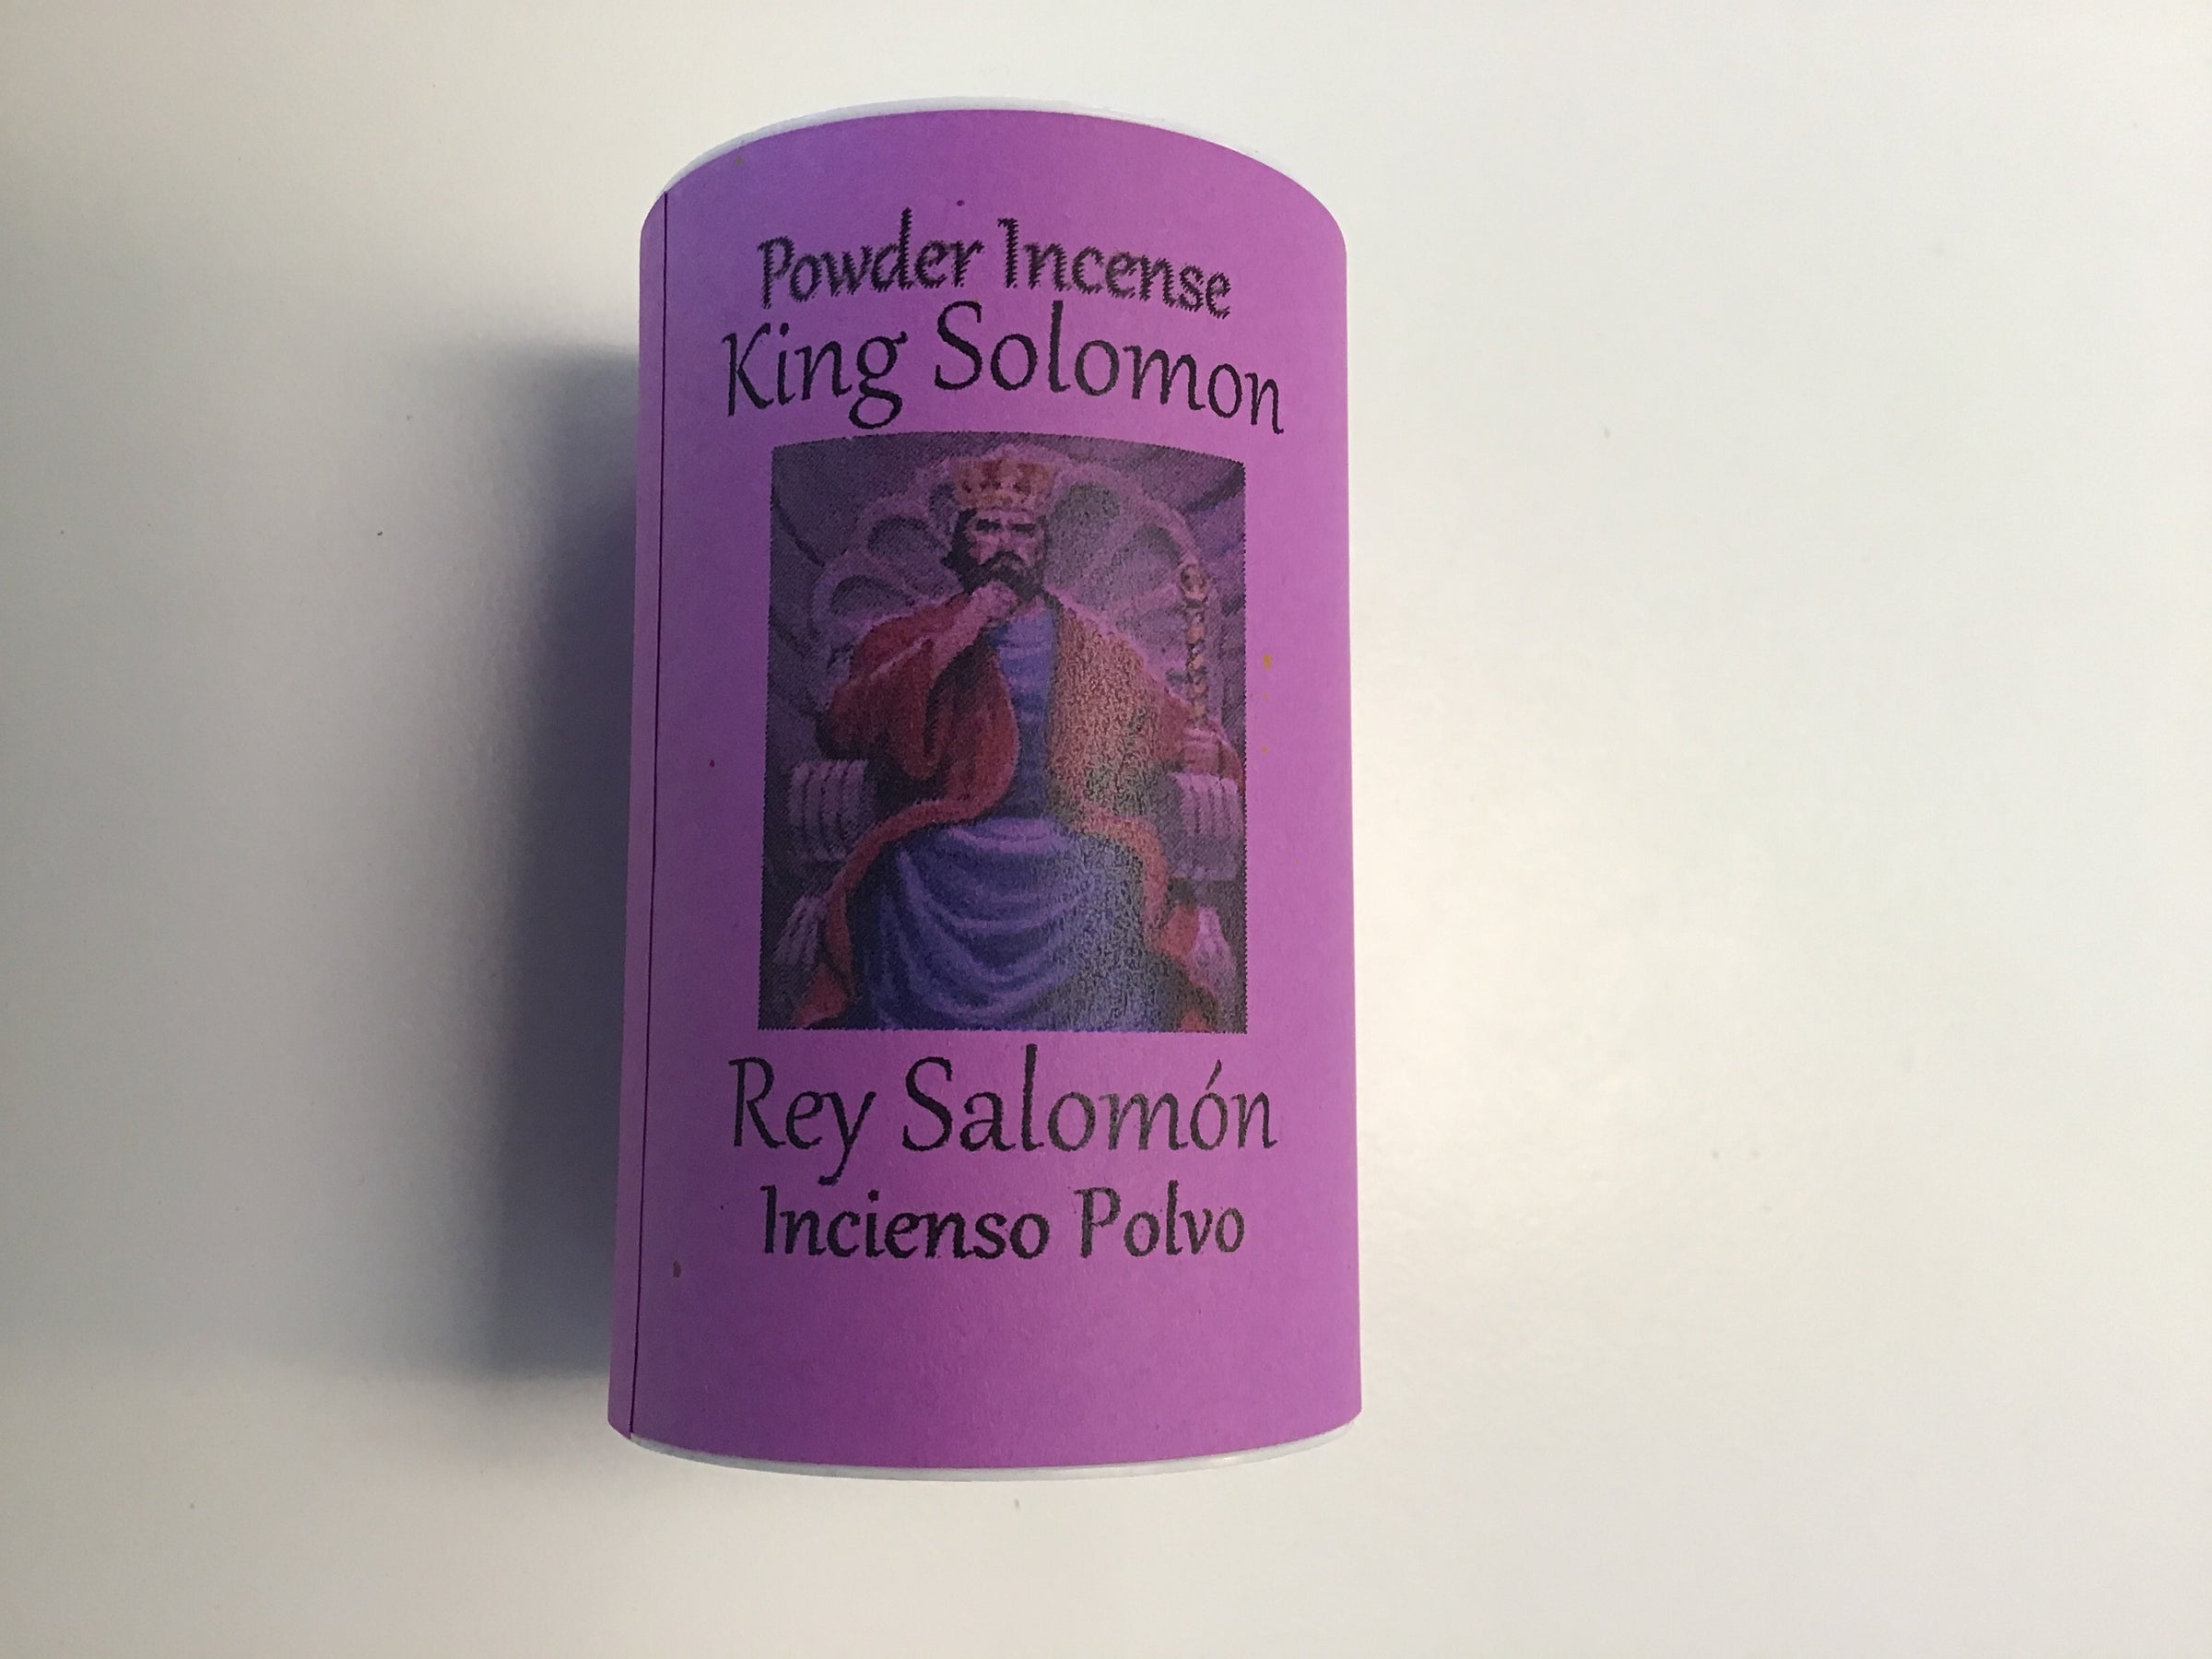 Powder Incense
King Solomon
Rey Salomón
Incienso Polvo